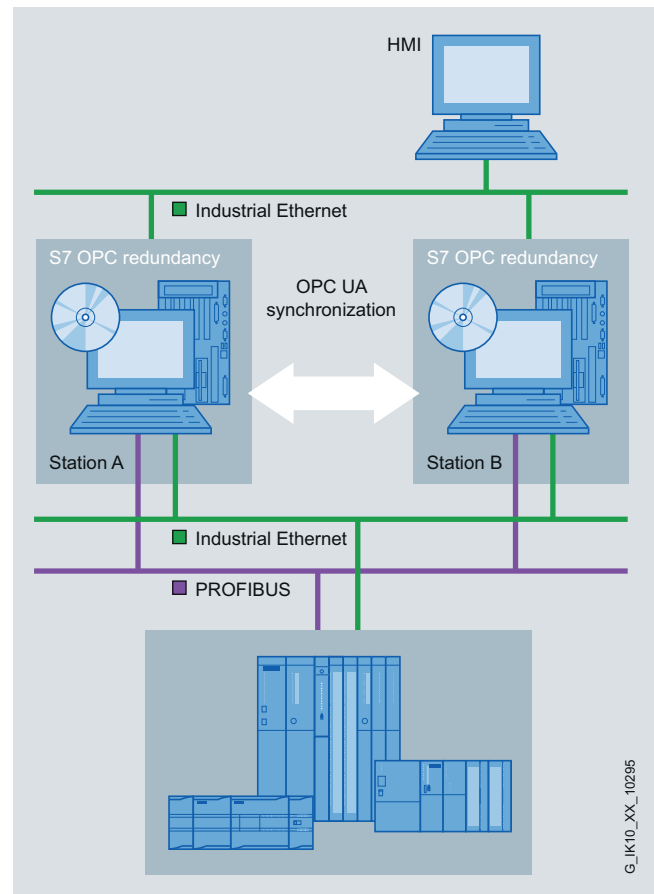 HMI
Industrial Ethernet
S7 OPC redundancy
OPC UA
synchronization
S7 OPC redundancy
Station A
Station B
Industrial Ethernet
PROFIBUS
G_IK10_XX_10295